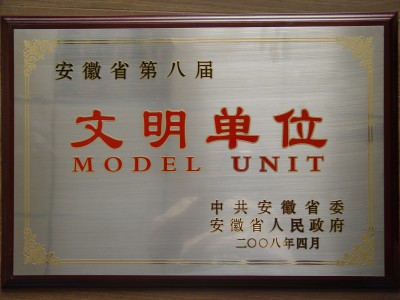 安徽省第八届
文明单位
MODEL UNIT
中共安徽省委
安徽省人民政府
二〇〇八年四月